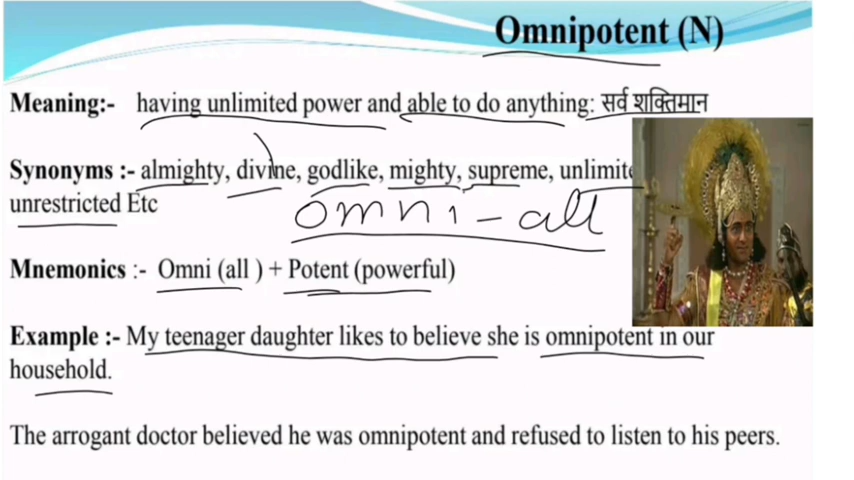 Omnipotent (N)
Meaning:- having unlimited power and able to do anything: सर्व शक्तिमान
Synonyms :- almighty, divine, godlike, mighty, supreme,
unrestricted Etc
omni - all
Mnemonics :- Omni (all ) + Potent (powerful)
Example :- My teenager daughter likes to believe she is omnipotent in our
household.
The arrogant doctor believed he was omnipotent and refused to listen to his peers.